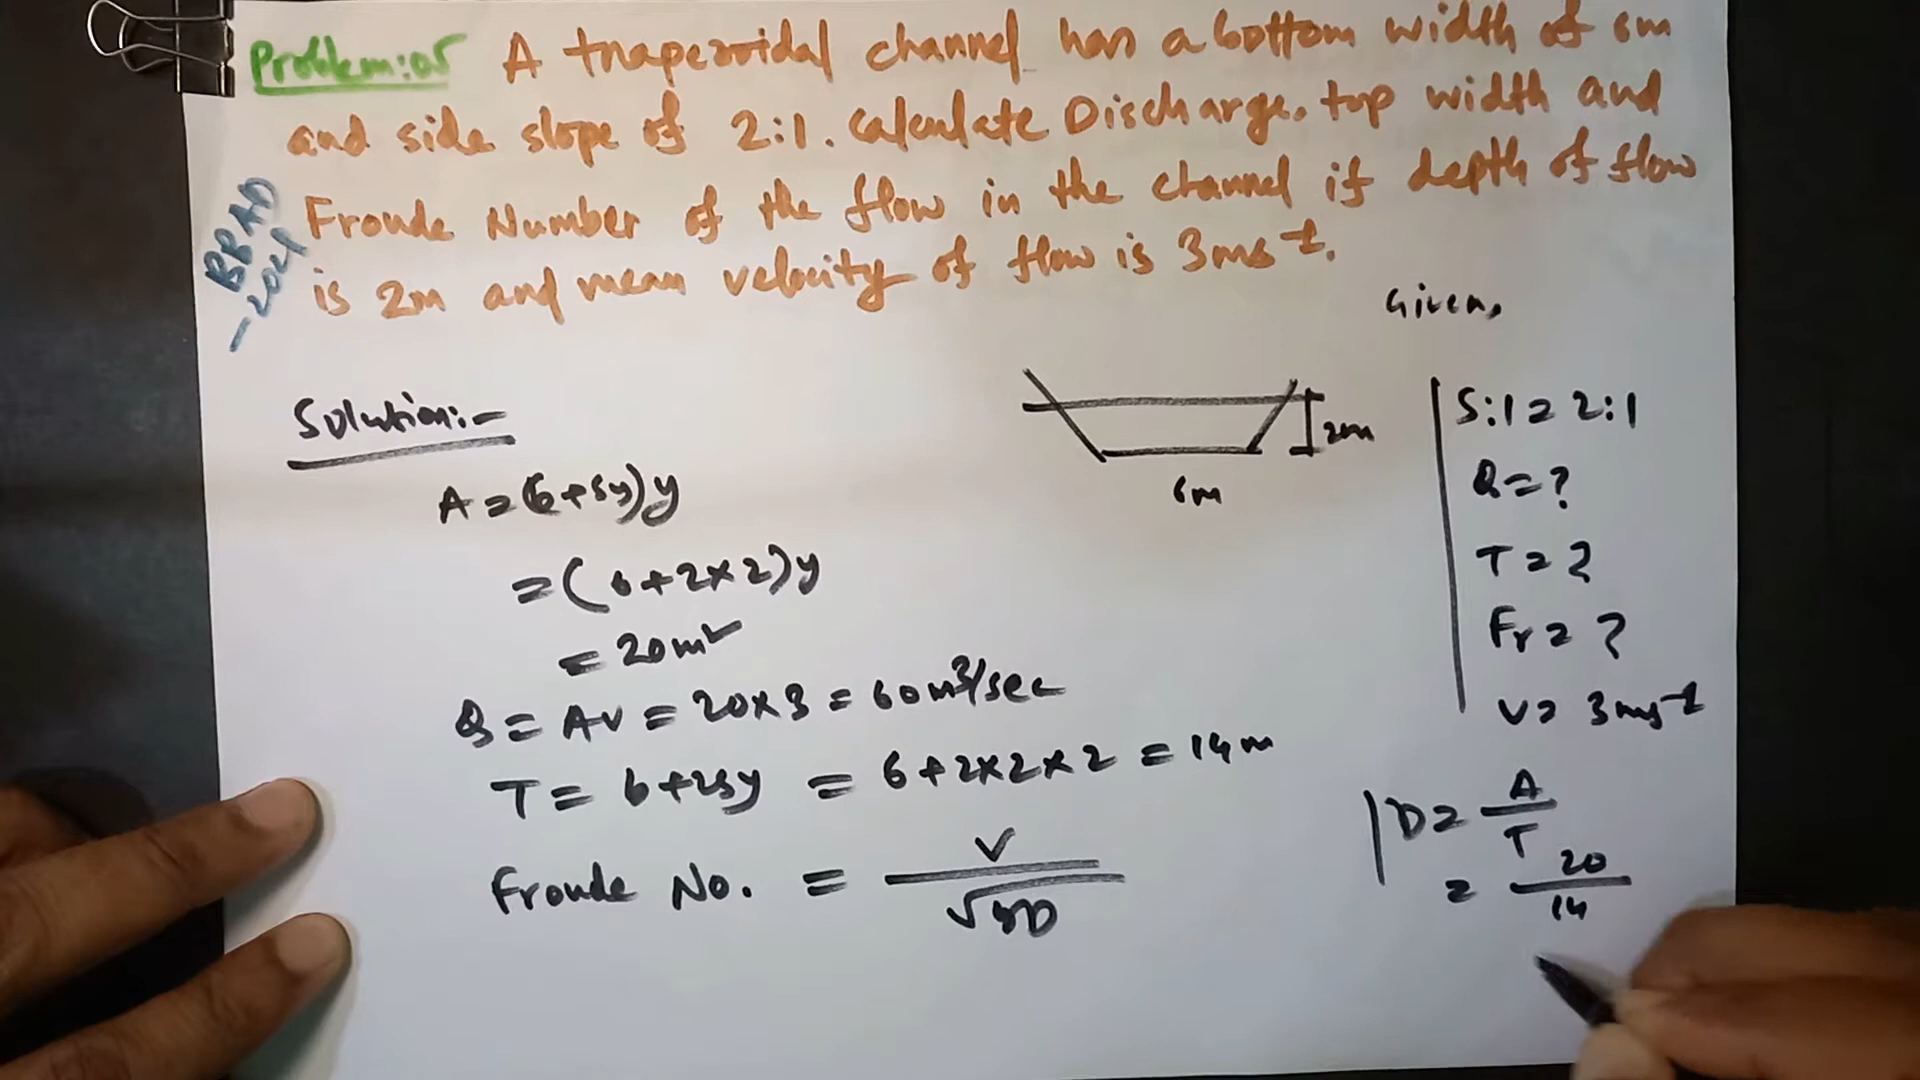 Problem:05 A trapezoidal channel has a bottom width of 6m
and side slope of 2:1. Calculate Discharge, top width and
Froude Number of the flow in the channel if depth of flow
is 2m and mean velocity of flow is 3ms⁻¹.
-2021
Given,
Solution:-
2m
6m
S:1 = 2:1
Q = ?
T = ?
Fr = ?
V = 3ms⁻¹
A = (b+sy)y
= (6+2×2)y
= 20m²
Q = AV = 20×3 = 60m³/sec
T = b+2sy = 6+2×2×2 = 14m
Froude No. = V / √gD
D = A / T
= 20 / 14